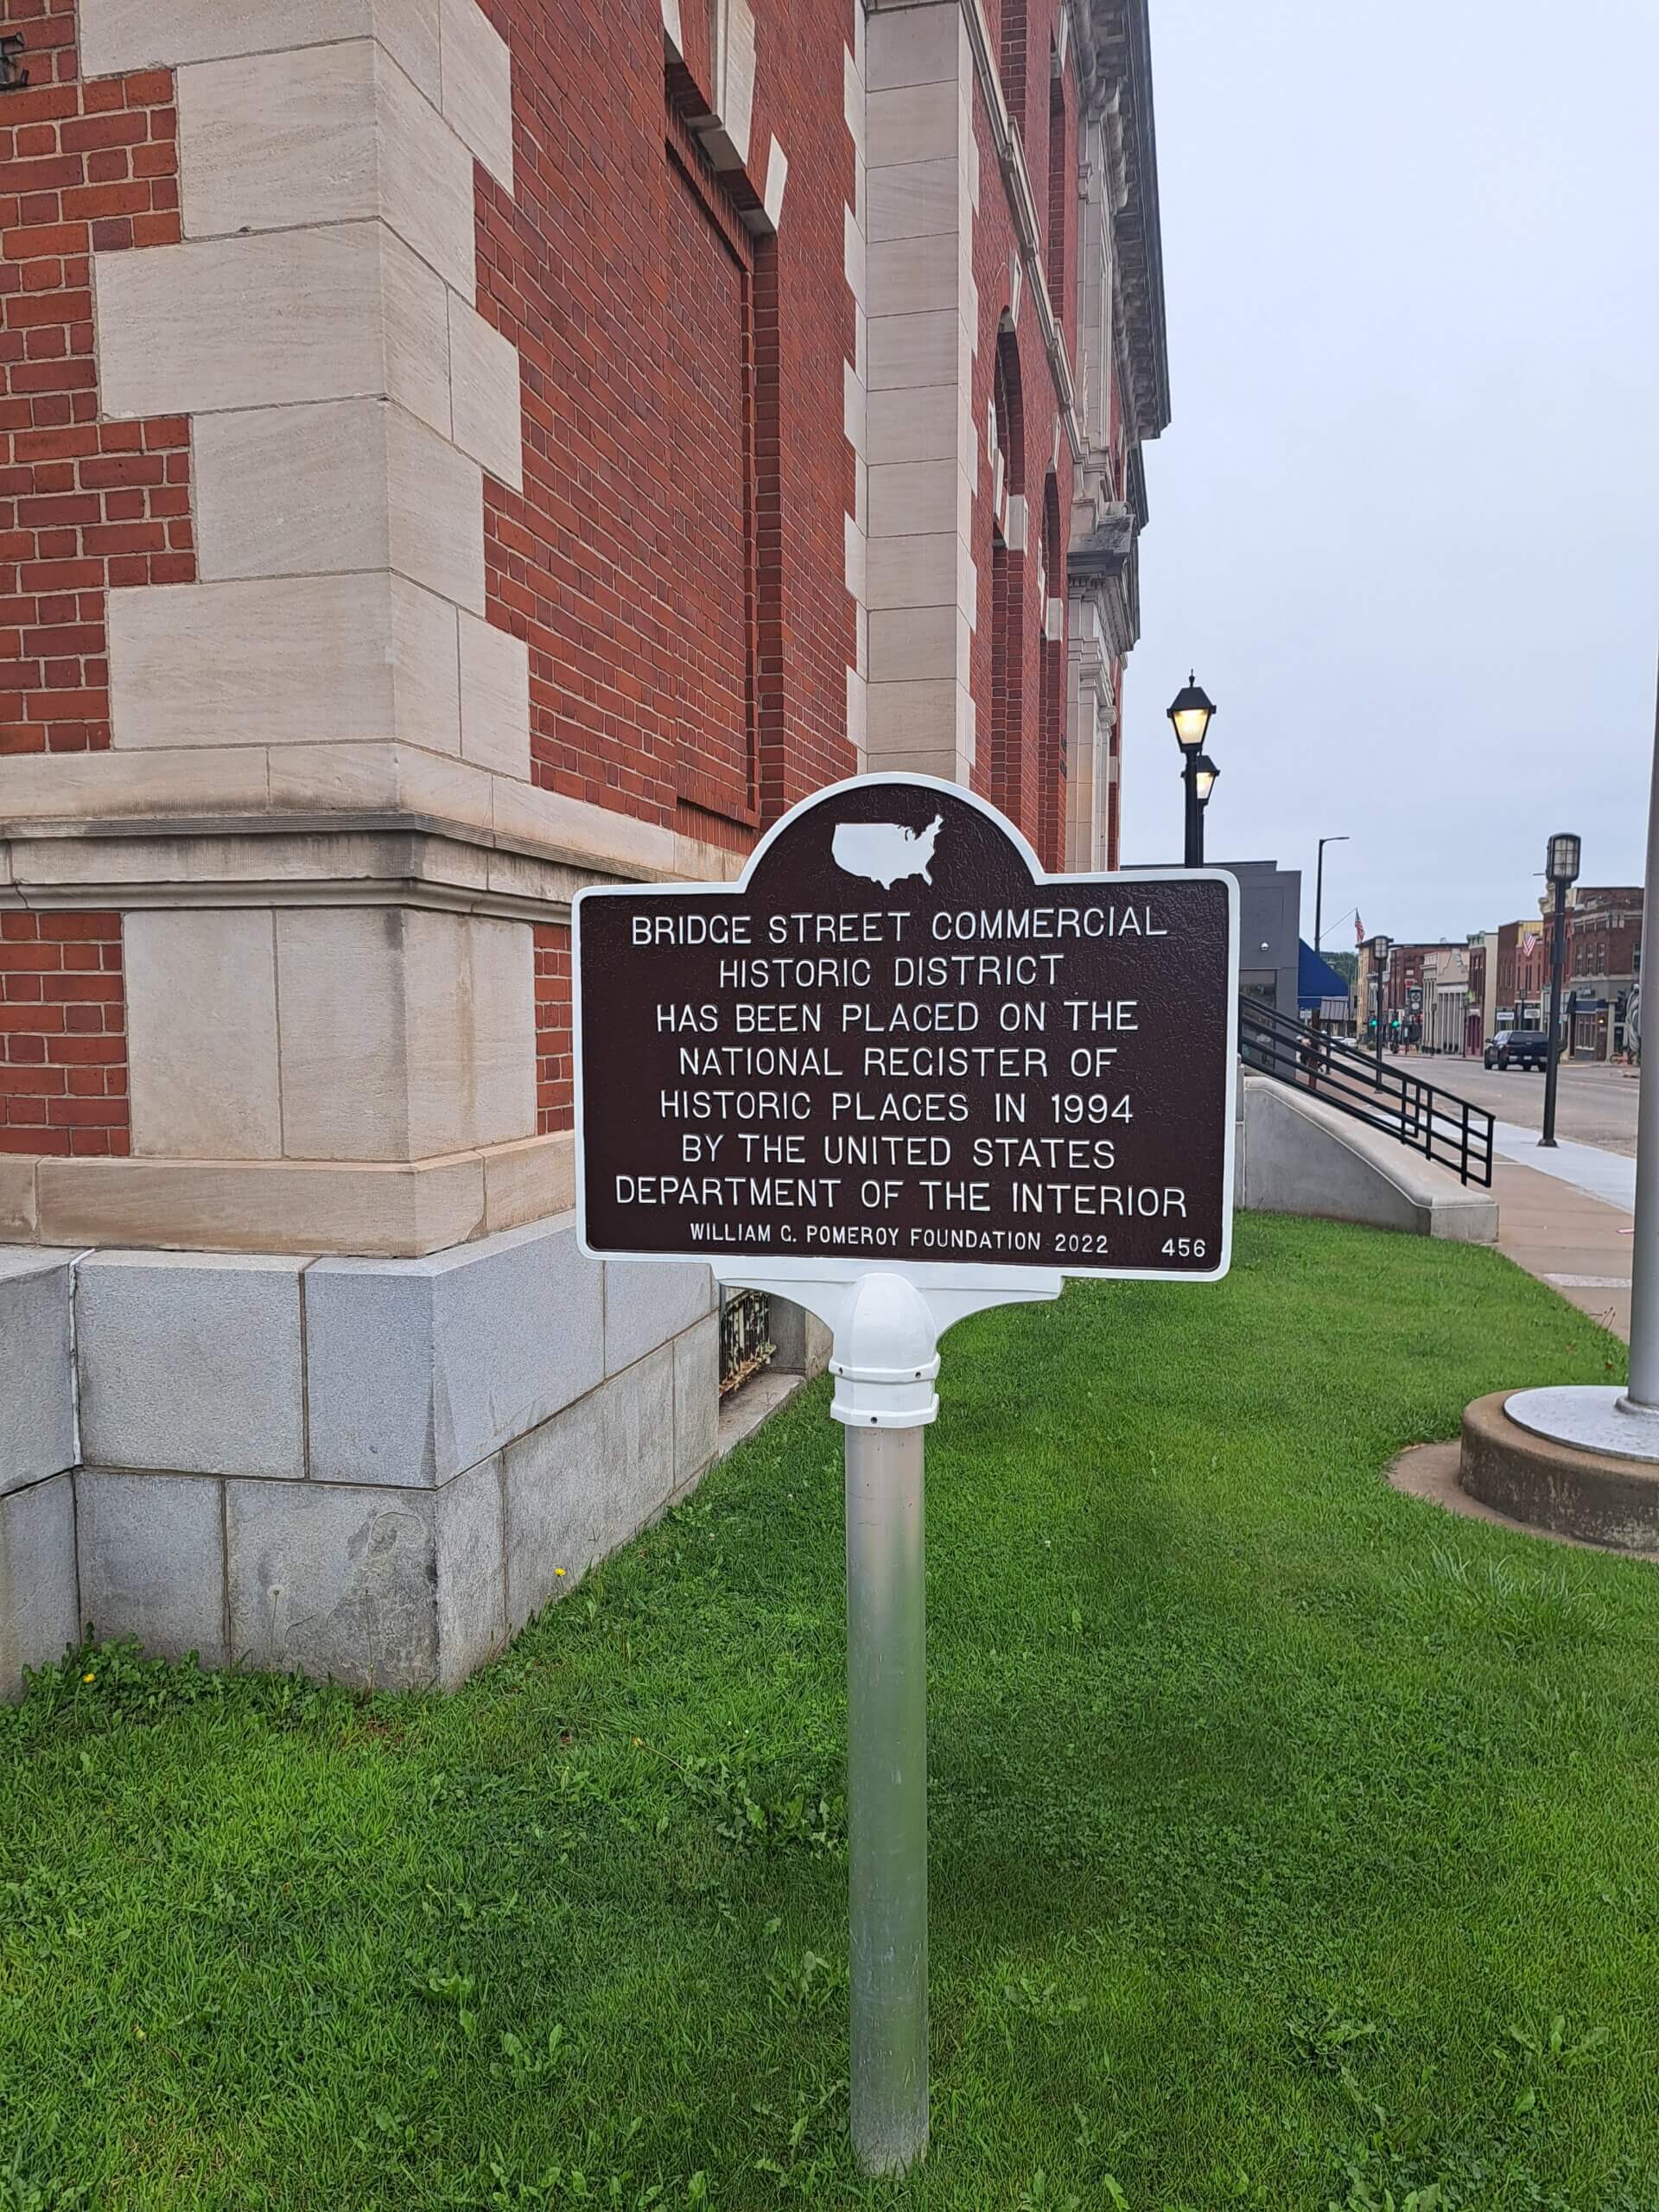 BRIDGE STREET COMMERCIAL
HISTORIC DISTRICT
HAS BEEN PLACED ON THE
NATIONAL REGISTER OF
HISTORIC PLACES IN 1994
BY THE UNITED STATES
DEPARTMENT OF THE INTERIOR
WILLIAM G. POMEROY FOUNDATION 2022 456